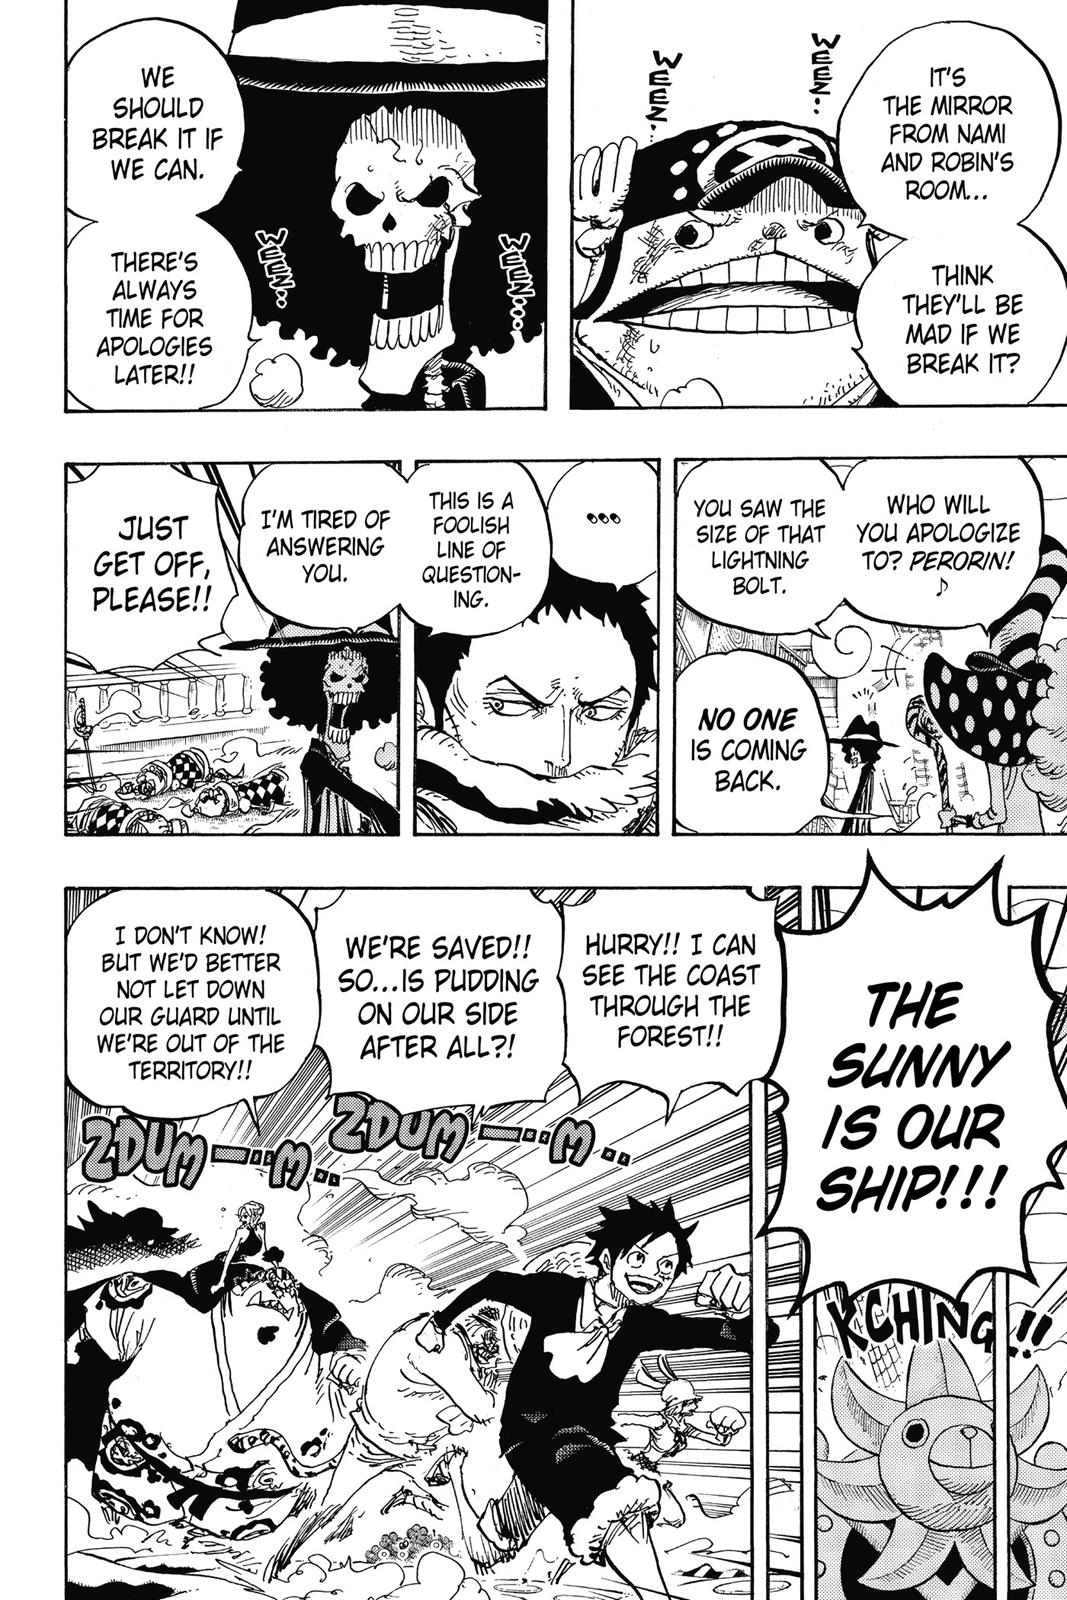 WEEZ..
WEEZ..
IT'S
THE MIRROR
FROM NAMI
AND ROBIN'S
ROOM...
THINK
THEY'LL BE
MAD IF WE
BREAK IT?
WE
SHOULD
BREAK IT IF
WE CAN.
THERE'S
ALWAYS
TIME FOR
APOLOGIES
LATER!!
WEEZ..
WEEZ...
WHO WILL
YOU APOLOGIZE
TO? PERORIN!
♪
YOU SAW THE
SIZE OF THAT
LIGHTNING
BOLT.
NO ONE
IS COMING
BACK.
...
THIS IS A
FOOLISH
LINE OF
QUESTION-
ING.
I'M TIRED OF
ANSWERING
YOU.
JUST
GET OFF,
PLEASE!!
THE
SUNNY
IS OUR
SHIP!!!
KCHING..!!
HURRY!! I CAN
SEE THE COAST
THROUGH THE
FOREST!!
WE'RE SAVED!!
SO...IS PUDDING
ON OUR SIDE
AFTER ALL?!
I DON'T KNOW!
BUT WE'D BETTER
NOT LET DOWN
OUR GUARD UNTIL
WE'RE OUT OF THE
TERRITORY!!
ZDUM—..M..
ZDUM—..M..